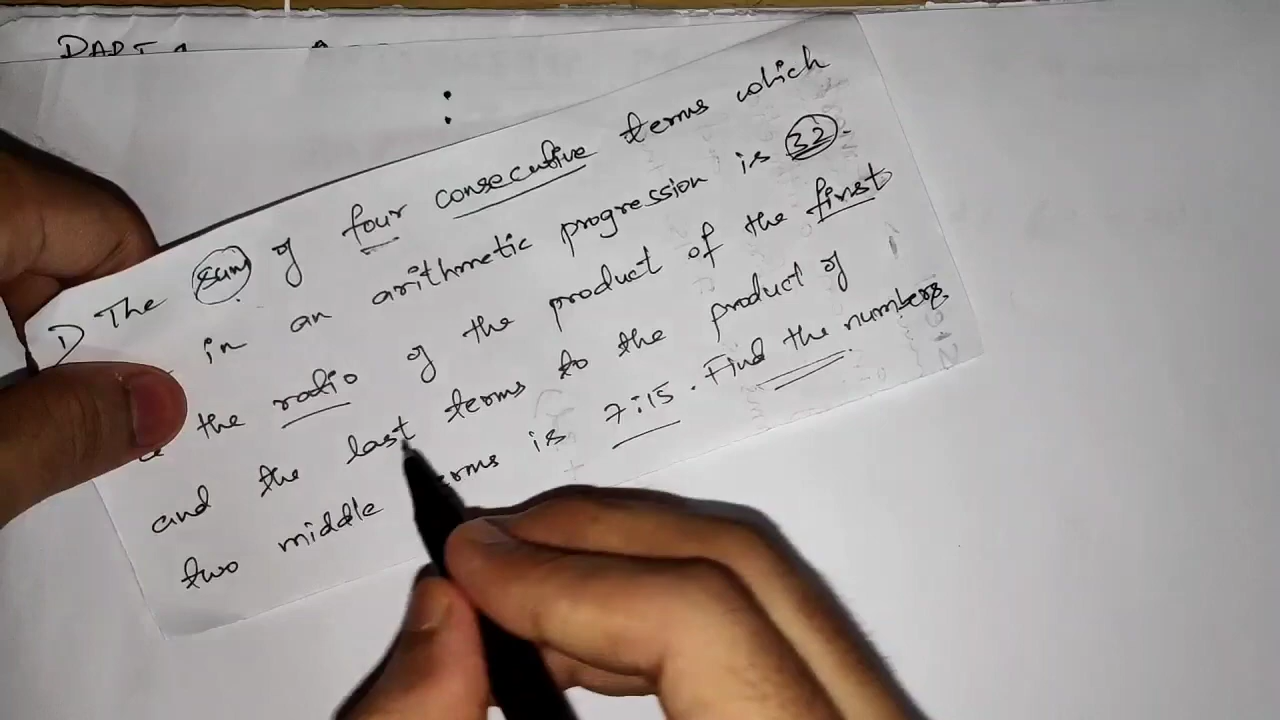 PART
:
1) The sum of four consecutive terms which
in an arithmetic progression is 32.
the radio of the product of the first
and the last terms to the product of
two middle terms is 7:15. Find the numbers